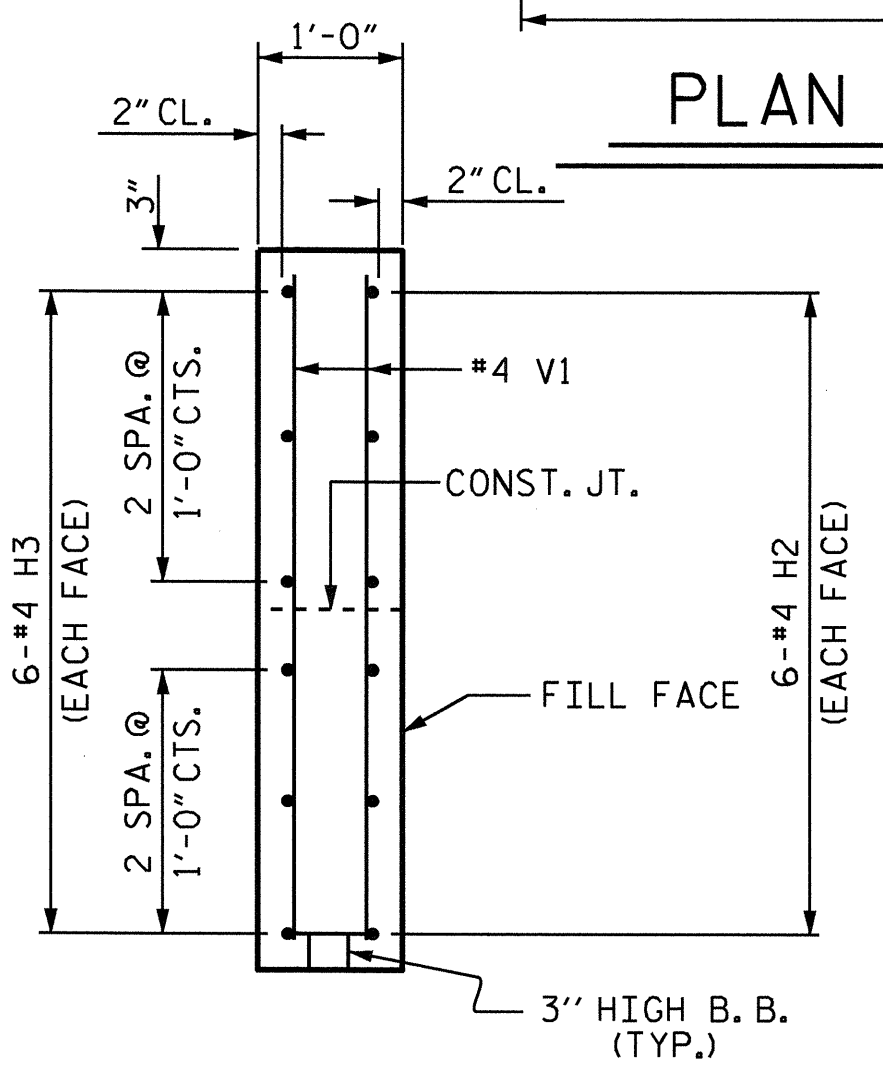 1'-0"
PLAN
2" CL.
2" CL.
3"
2 SPA. @
1'-0" CTS.
#4 V1
CONST. JT.
6-#4 H3
(EACH FACE)
6-#4 H2
(EACH FACE)
FILL FACE
2 SPA. @
1'-0" CTS.
3'' HIGH B.B.
(TYP.)